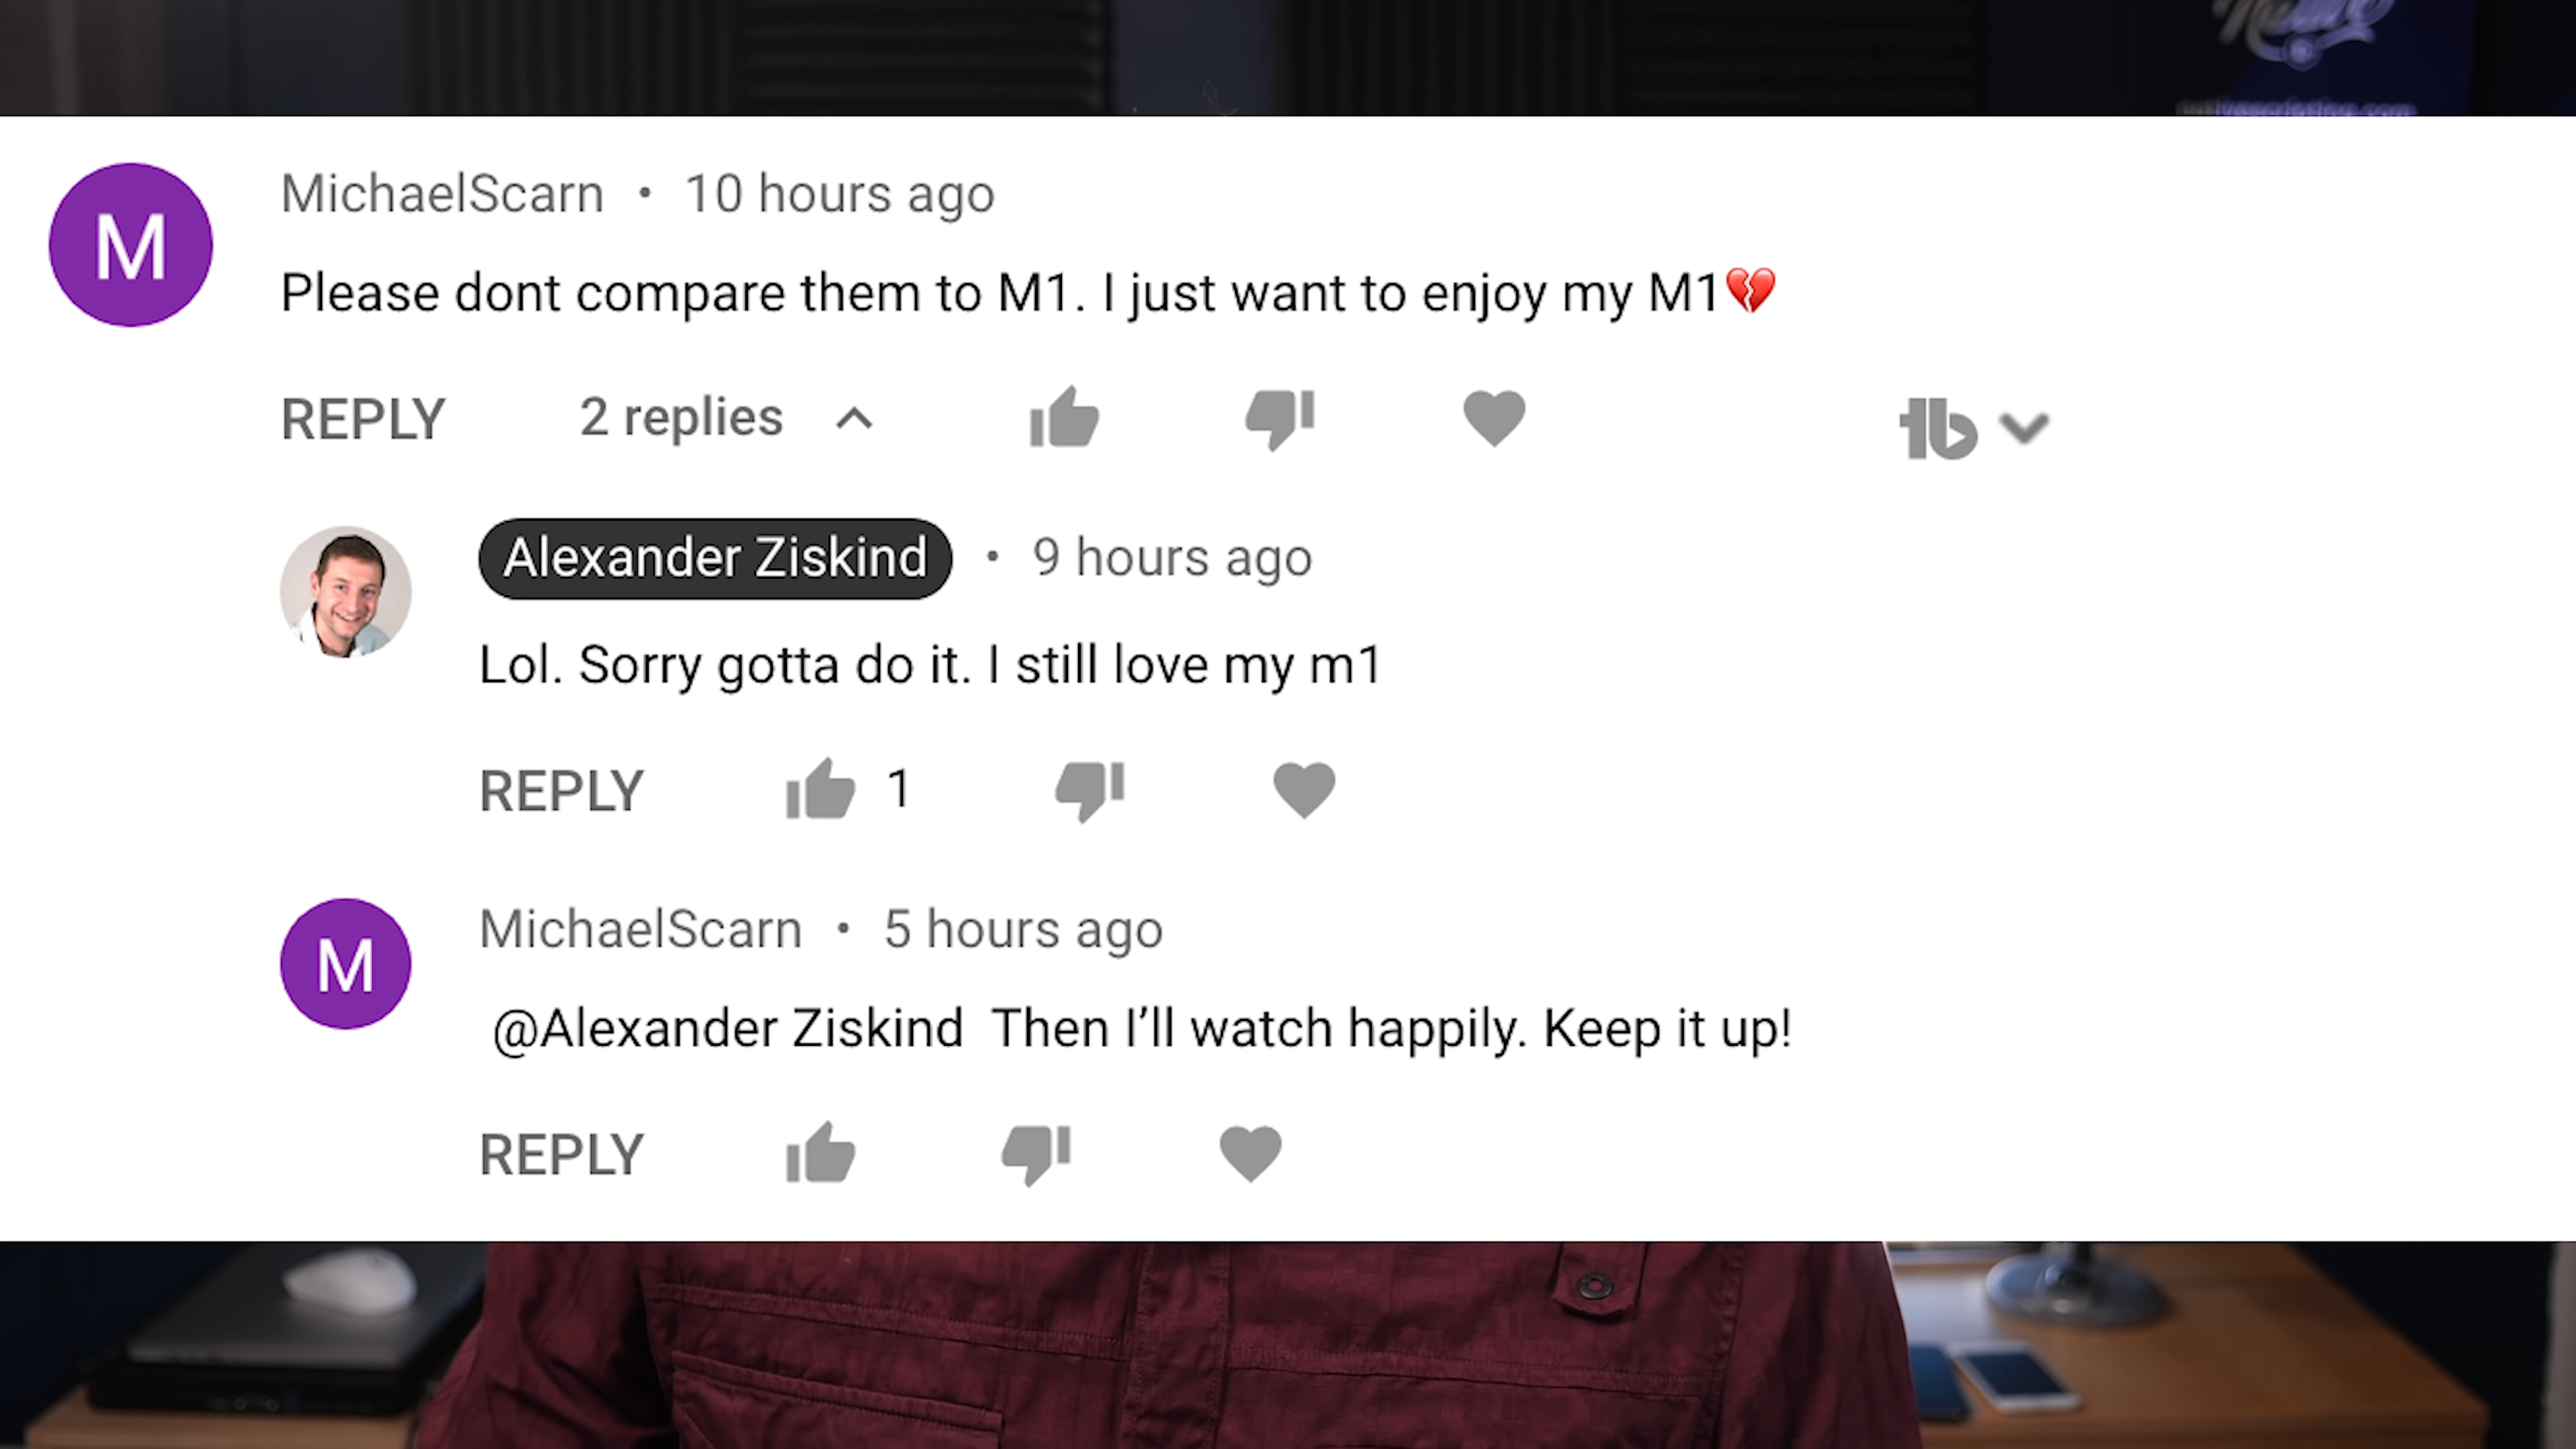 M
MichaelScarn • 10 hours ago
Please dont compare them to M1. I just want to enjoy my M1💔
REPLY 2 replies
tb
Alexander Ziskind • 9 hours ago
Lol. Sorry gotta do it. I still love my m1
REPLY 1
M
MichaelScarn • 5 hours ago
@Alexander Ziskind Then I’ll watch happily. Keep it up!
REPLY